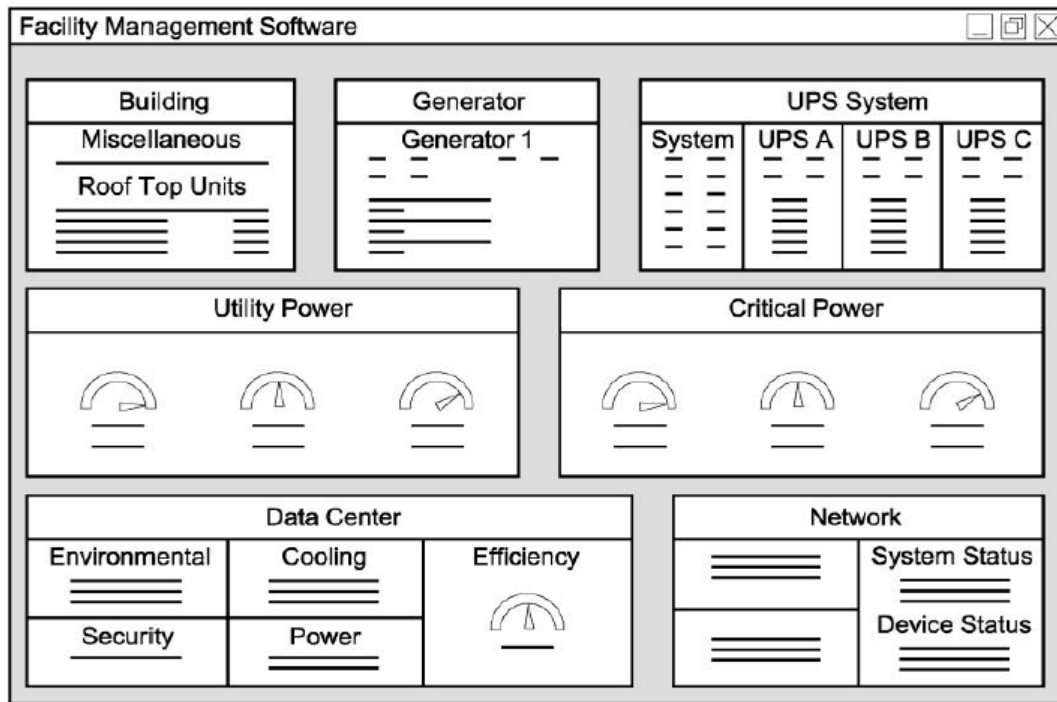 Facility Management Software
Building
Miscellaneous
Roof Top Units
Generator
Generator 1
UPS System
System UPS A UPS B UPS C
Utility Power
Critical Power
Data Center
Environmental
Cooling
Efficiency
Security
Power
Network
System Status
Device Status